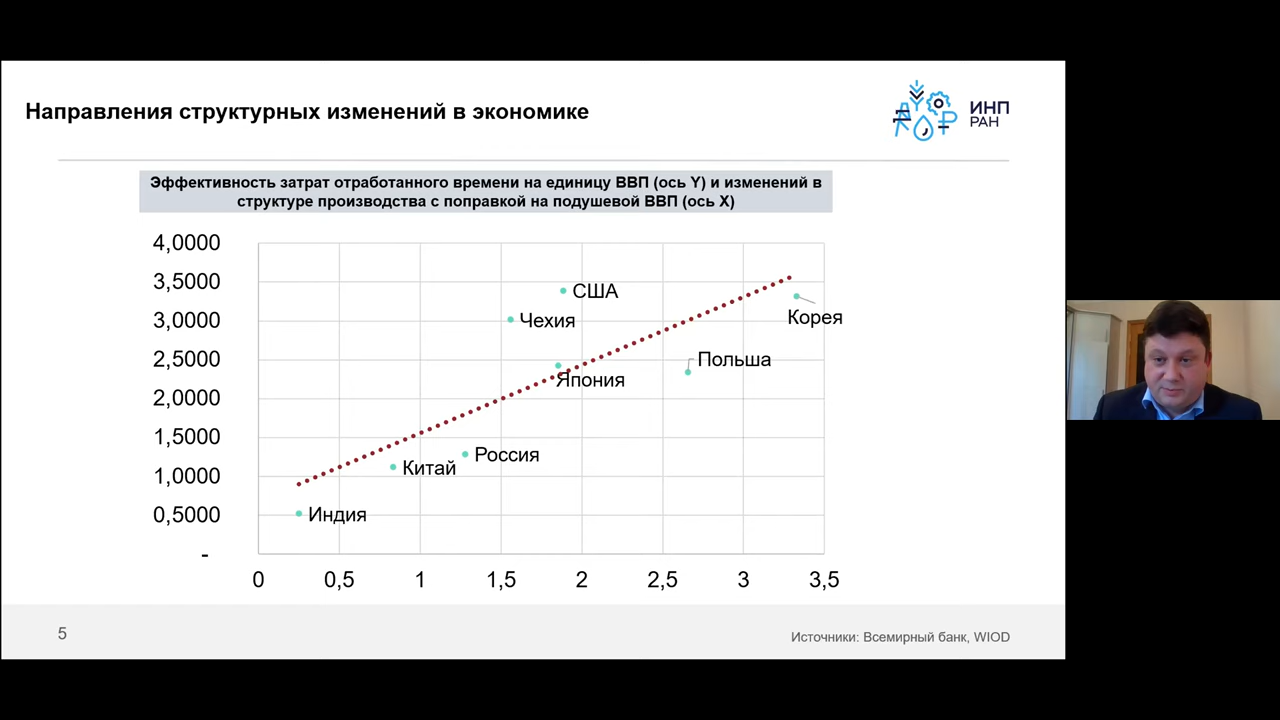 Направления структурных изменений в экономике
ИНП
РАН
Эффективность затрат отработанного времени на единицу ВВП (ось Y) и изменений в
структуре производства с поправкой на подушевой ВВП (ось X)
4,0000
3,5000
3,0000
2,5000
2,0000
1,5000
1,0000
0,5000
-
США
Чехия
Корея
Польша
Япония
Россия
Китай
Индия
0 0,5 1 1,5 2 2,5 3 3,5
5
Источники: Всемирный банк, WIOD